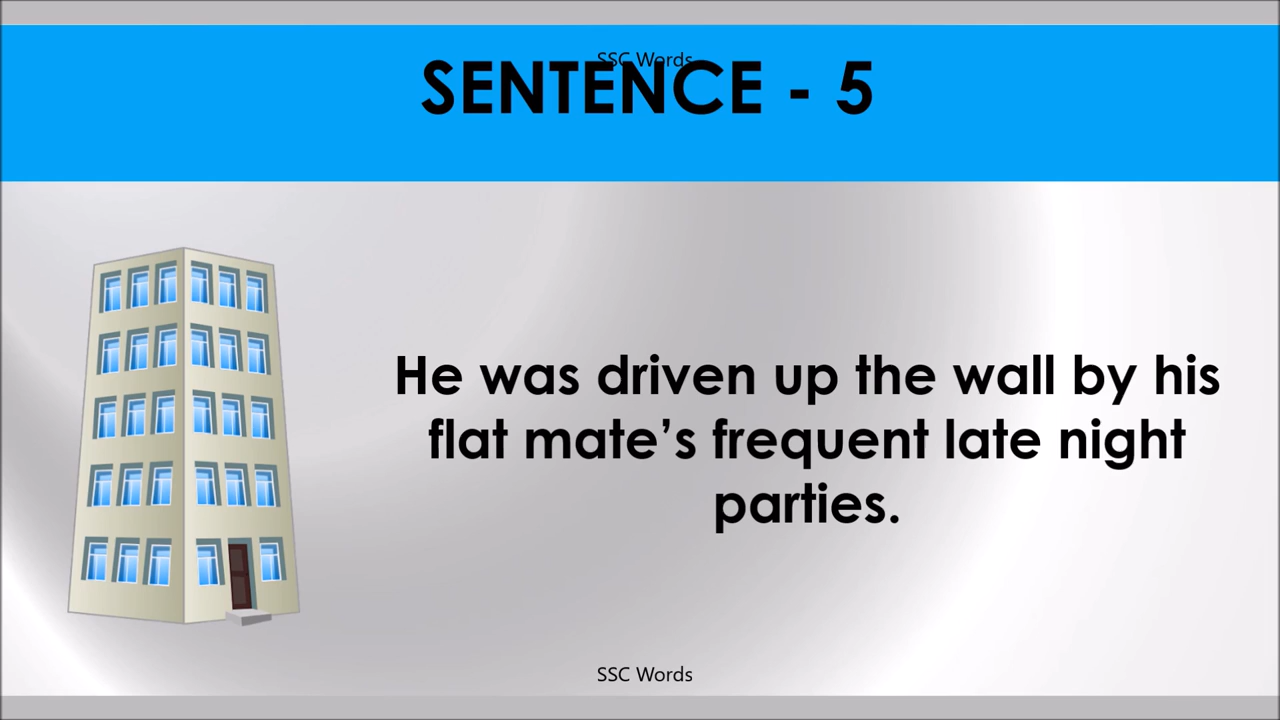 SSC Words
SENTENCE - 5
He was driven up the wall by his
flat mate’s frequent late night
parties.
SSC Words